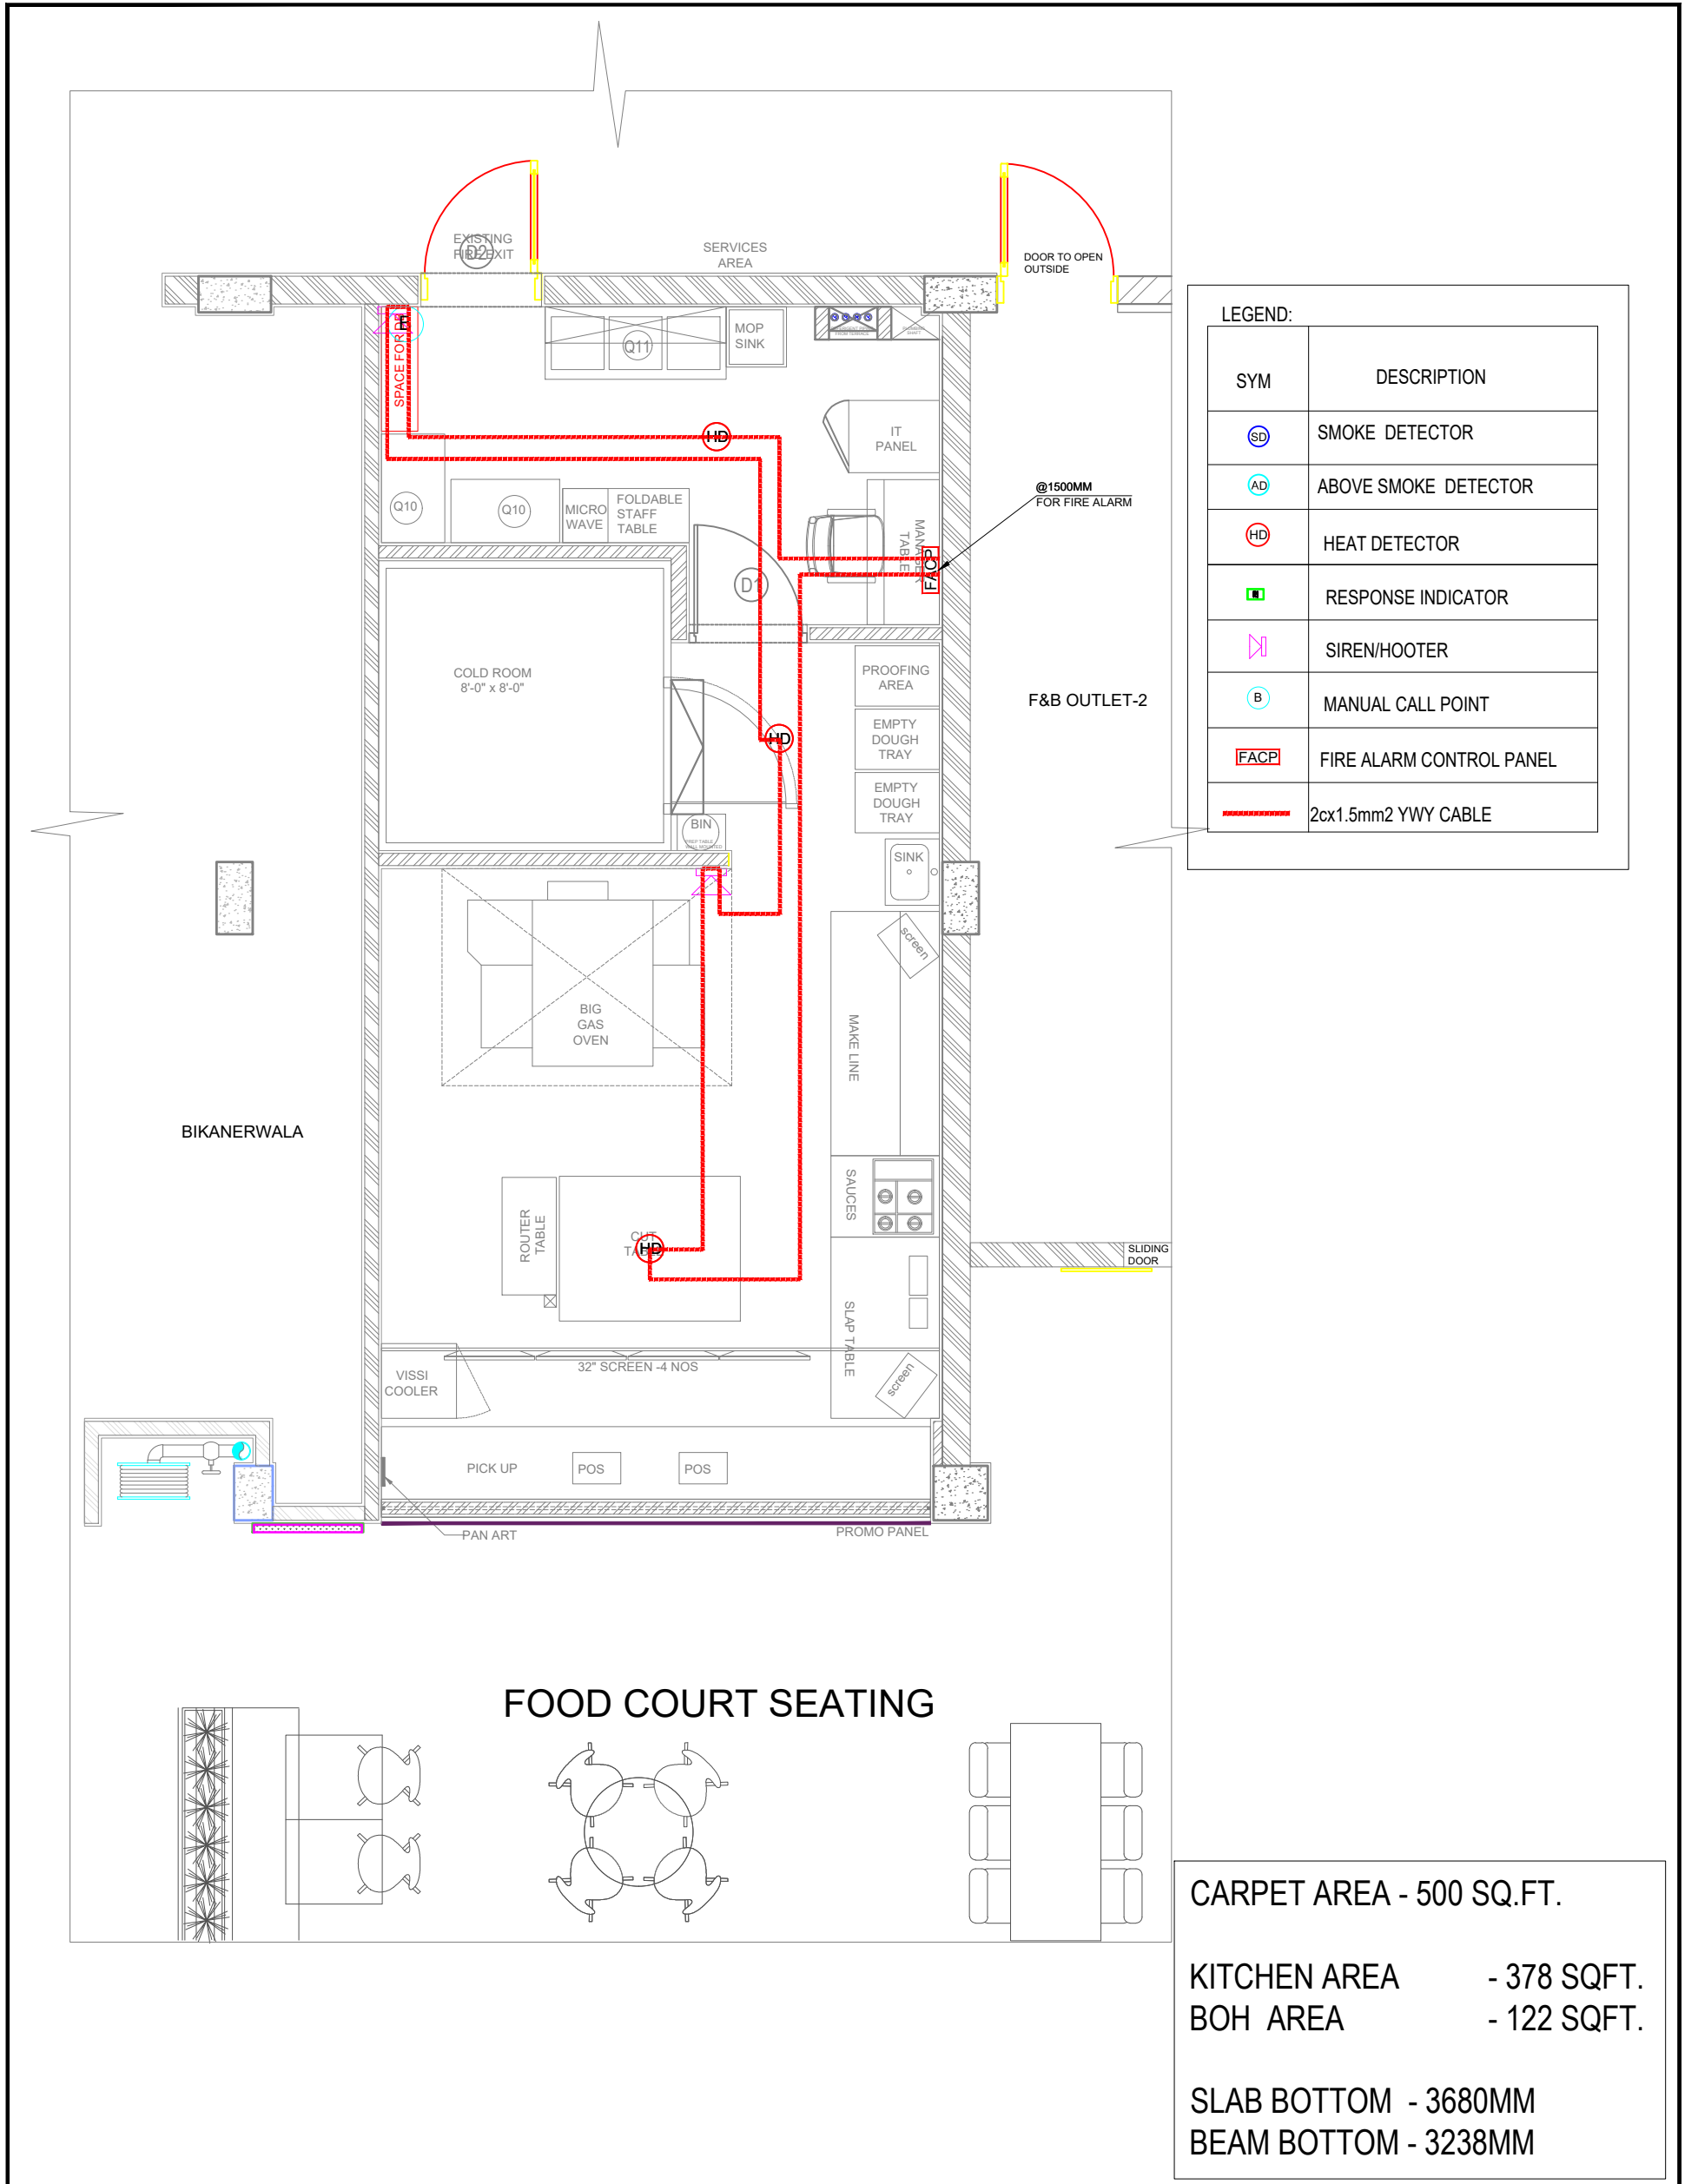 EXISTING
FIRE EXIT
D2
SERVICES
AREA
DOOR TO OPEN
OUTSIDE
SPACE FOR
Q11
MOP
SINK
HD
IT
PANEL
Q10
Q10
MICRO
WAVE
FOLDABLE
STAFF
TABLE
MANAGER
TABLE
FACP
@1500MM
FOR FIRE ALARM
D1
COLD ROOM
8'-0" x 8'-0"
PROOFING
AREA
F&B OUTLET-2
HD
EMPTY
DOUGH
TRAY
EMPTY
DOUGH
TRAY
BIN
SINK
screen
BIG
GAS
OVEN
MAKE LINE
BIKANERWALA
SAUCES
ROUTER
TABLE
CUT
TABLE
HD
SLIDING
DOOR
SLAP TABLE
32" SCREEN -4 NOS
VISSI
COOLER
screen
PICK UP
POS
POS
PAN ART
PROMO PANEL
FOOD COURT SEATING
LEGEND:
SYM DESCRIPTION
SD SMOKE DETECTOR
AD ABOVE SMOKE DETECTOR
HD HEAT DETECTOR
RESPONSE INDICATOR
SIREN/HOOTER
B MANUAL CALL POINT
FACP FIRE ALARM CONTROL PANEL
2cx1.5mm2 YWY CABLE
CARPET AREA - 500 SQ.FT.
KITCHEN AREA - 378 SQFT.
BOH AREA - 122 SQFT.
SLAB BOTTOM - 3680MM
BEAM BOTTOM - 3238MM